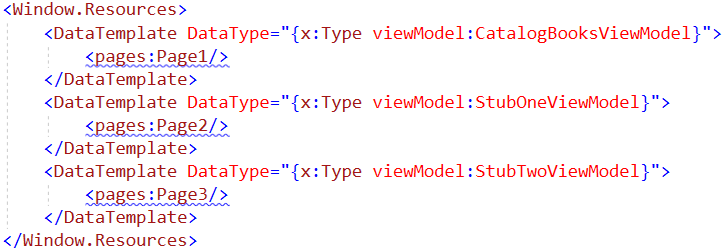 <Window.Resources>
    <DataTemplate DataType="{x:Type viewModel:CatalogBooksViewModel}">
        <pages:Page1/>
    </DataTemplate>
    <DataTemplate DataType="{x:Type viewModel:StubOneViewModel}">
        <pages:Page2/>
    </DataTemplate>
    <DataTemplate DataType="{x:Type viewModel:StubTwoViewModel}">
        <pages:Page3/>
    </DataTemplate>
</Window.Resources>